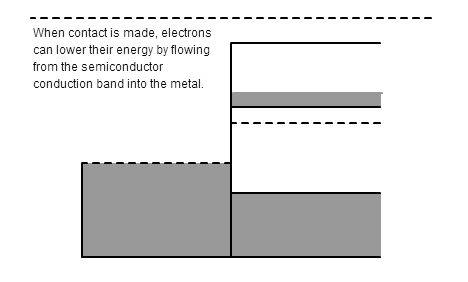 When contact is made, electrons
can lower their energy by flowing
from the semiconductor
conduction band into the metal.